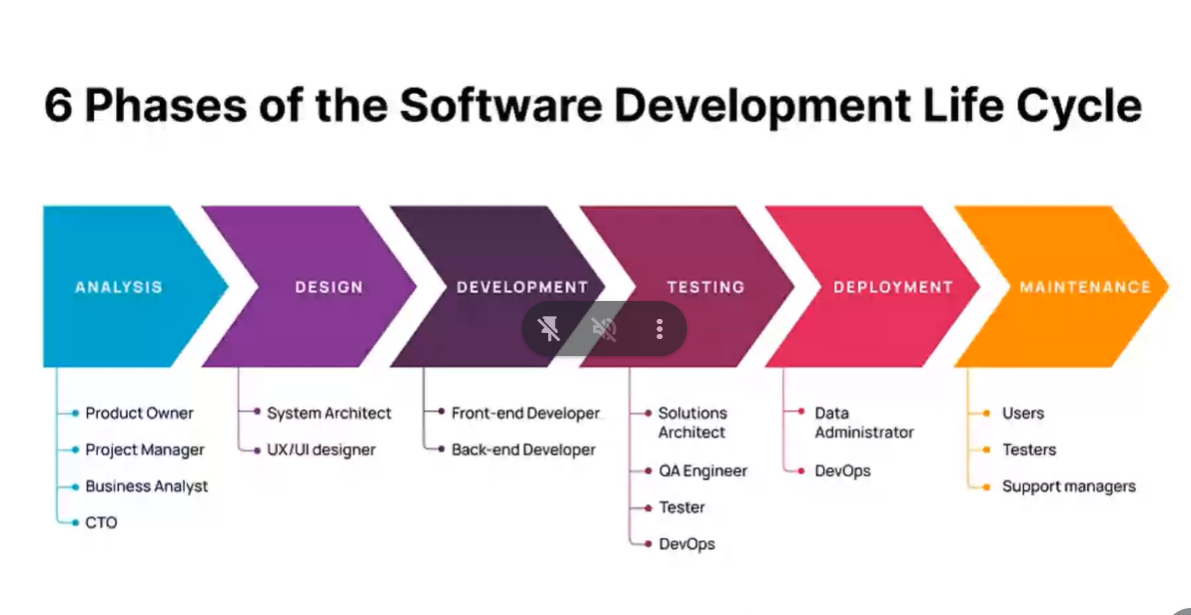 6 Phases of the Software Development Life Cycle
ANALYSIS
DESIGN
DEVELOPMENT
TESTING
DEPLOYMENT
MAINTENANCE
Product Owner
Project Manager
Business Analyst
CTO
System Architect
UX/UI designer
Front-end Developer
Back-end Developer
Solutions
Architect
QA Engineer
Tester
DevOps
Data
Administrator
DevOps
Users
Testers
Support managers